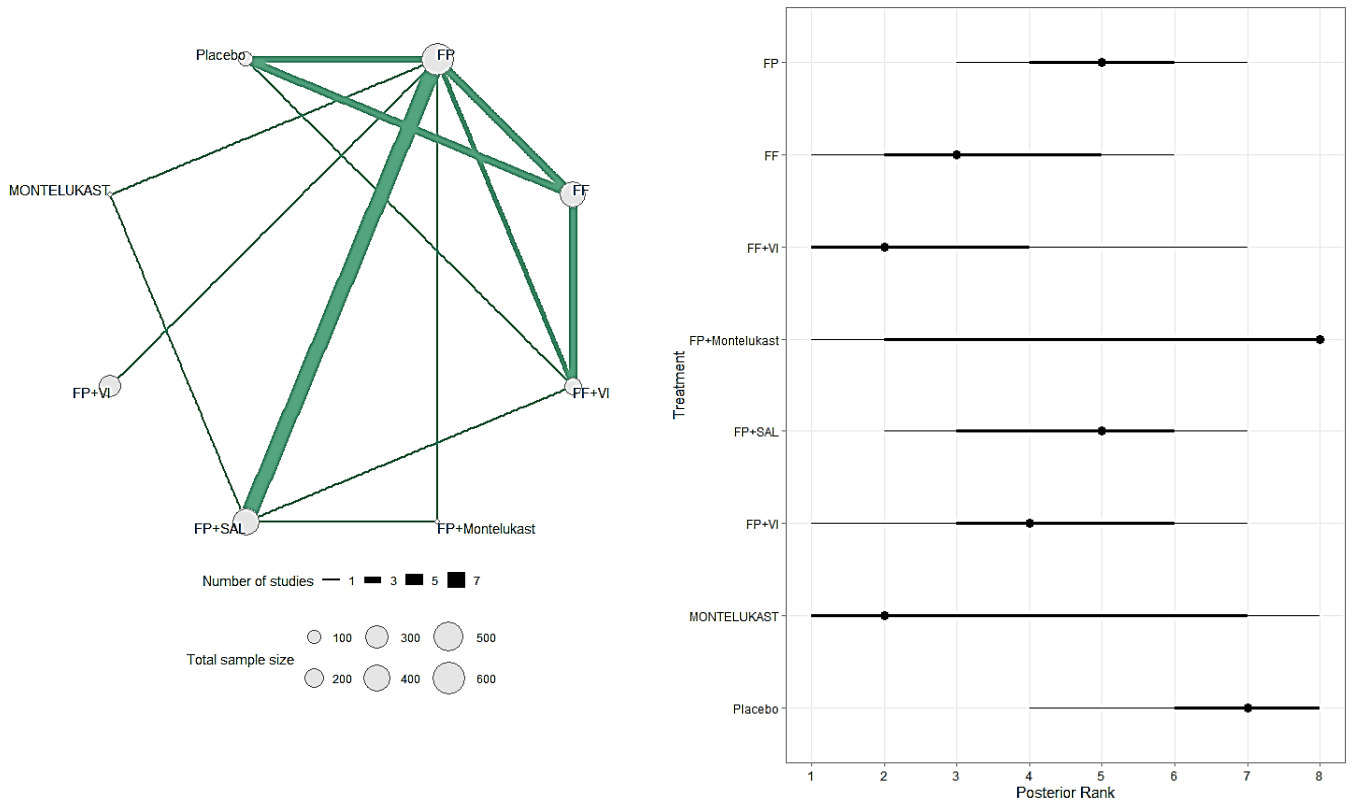 Placebo
FP
MONTELUKAST
FF
FP+VI
FF+VI
FP+SAL
FP+Montelukast
Number of studies 1 3 5 7
Total sample size
100 300 500
200 400 600
Treatment
FP
FF
FF+VI
FP+Montelukast
FP+SAL
FP+VI
MONTELUKAST
Placebo
1 2 3 4 5 6 7 8
Posterior Rank